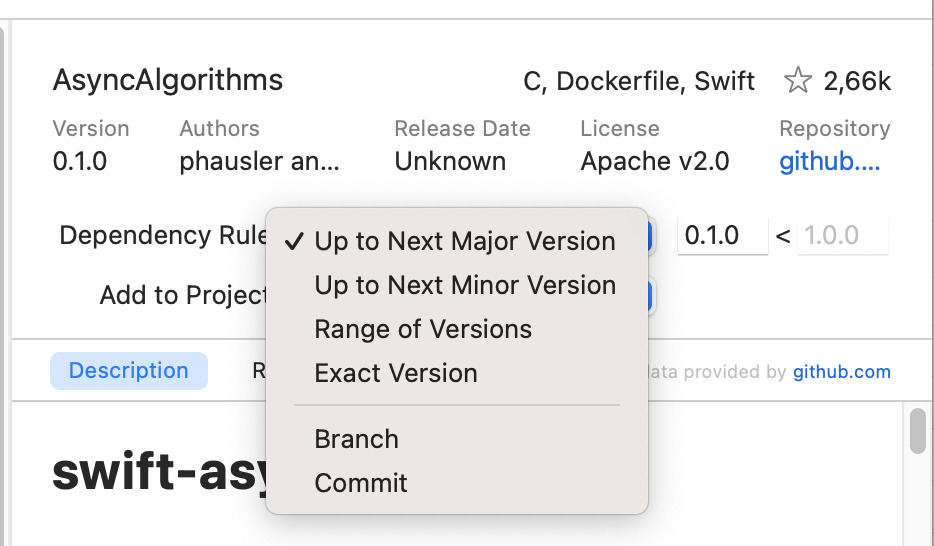 AsyncAlgorithms C, Dockerfile, Swift 2,66k
Version Authors Release Date License Repository
0.1.0 phausler an... Unknown Apache v2.0 github....
Dependency Rule 0.1.0 < 1.0.0
✓ Up to Next Major Version
Up to Next Minor Version
Add to Project
Range of Versions
Exact Version
Description provided by github.com
Branch
swift-asy
Commit